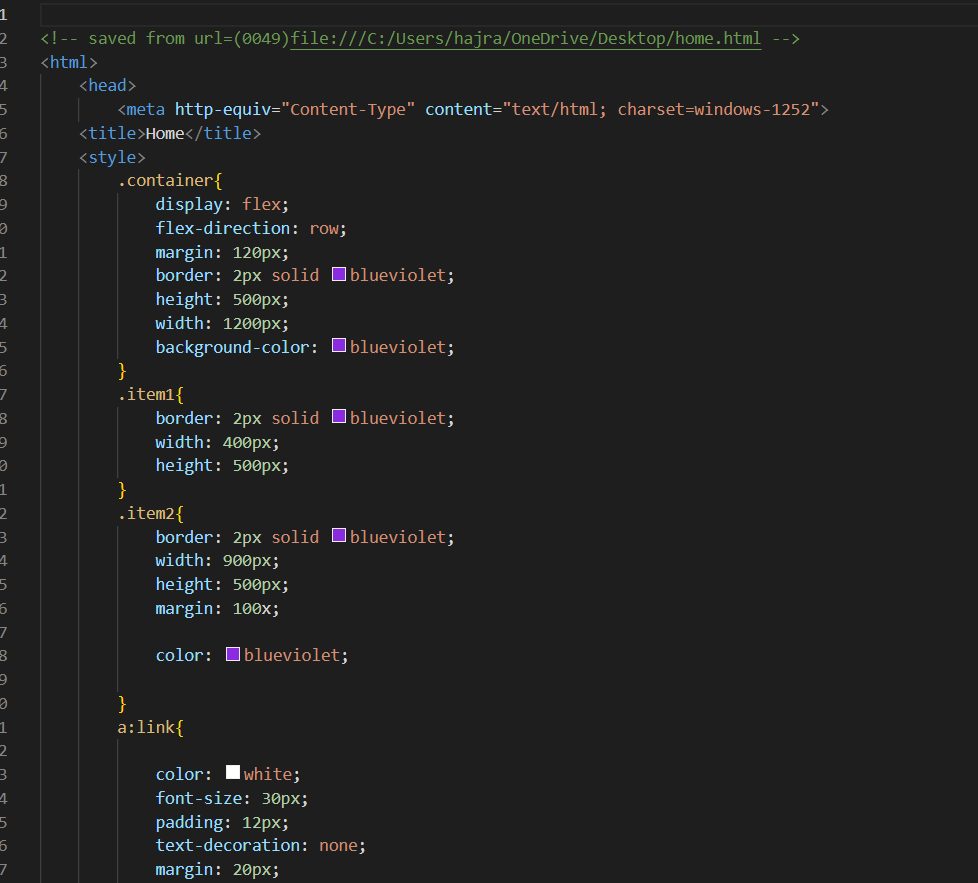 1
2 <!-- saved from url=(0049)file:///C:/Users/hajra/OneDrive/Desktop/home.html -->
3 <html>
4 <head>
5 <meta http-equiv="Content-Type" content="text/html; charset=windows-1252">
6 <title>Home</title>
7 <style>
8 .container{
9 display: flex;
0 flex-direction: row;
1 margin: 120px;
2 border: 2px solid blueviolet;
3 height: 500px;
4 width: 1200px;
5 background-color: blueviolet;
6 }
7 .item1{
8 border: 2px solid blueviolet;
9 width: 400px;
0 height: 500px;
1 }
2 .item2{
3 border: 2px solid blueviolet;
4 width: 900px;
5 height: 500px;
6 margin: 100x;
7
8 color: blueviolet;
9
0 }
1 a:link{
2
3 color: white;
4 font-size: 30px;
5 padding: 12px;
6 text-decoration: none;
7 margin: 20px;